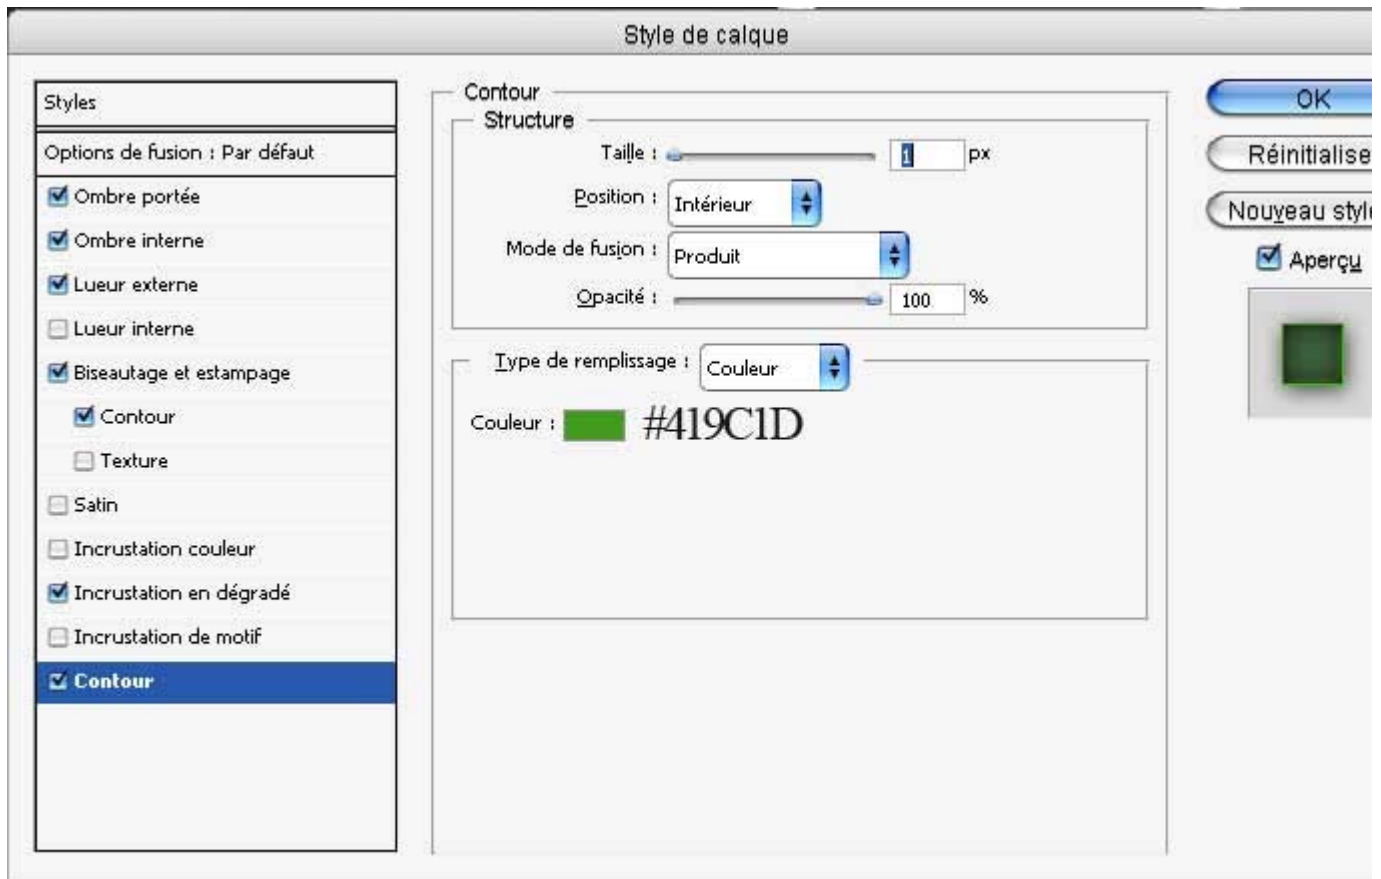 Style de calque
Styles
Options de fusion : Par défaut
Ombre portée
Ombre interne
Lueur externe
Lueur interne
Biseautage et estampage
Contour
Texture
Satin
Incrustation couleur
Incrustation en dégradé
Incrustation de motif
Contour
Contour
Structure
Taille : 1 px
Position : Intérieur
Mode de fusion : Produit
Opacité : 100 %
Type de remplissage : Couleur
Couleur : #419C1D
OK
Réinitialise
Nouveau style
Aperçu